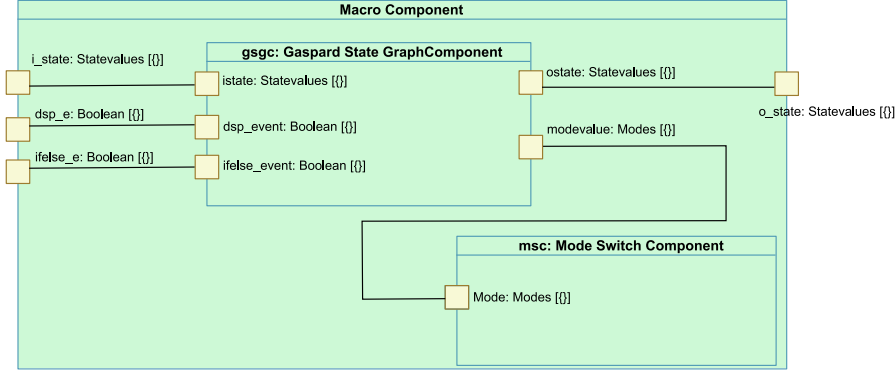 Macro Component
gsgc: Gaspard State GraphComponent
i_state: Statevalues [{}]
istate: Statevalues [{}]
ostate: Statevalues [{}]
o_state: Statevalues [{}]
dsp_e: Boolean [{}]
dsp_event: Boolean [{}]
modevalue: Modes [{}]
ifelse_e: Boolean [{}]
ifelse_event: Boolean [{}]
msc: Mode Switch Component
Mode: Modes [{}]